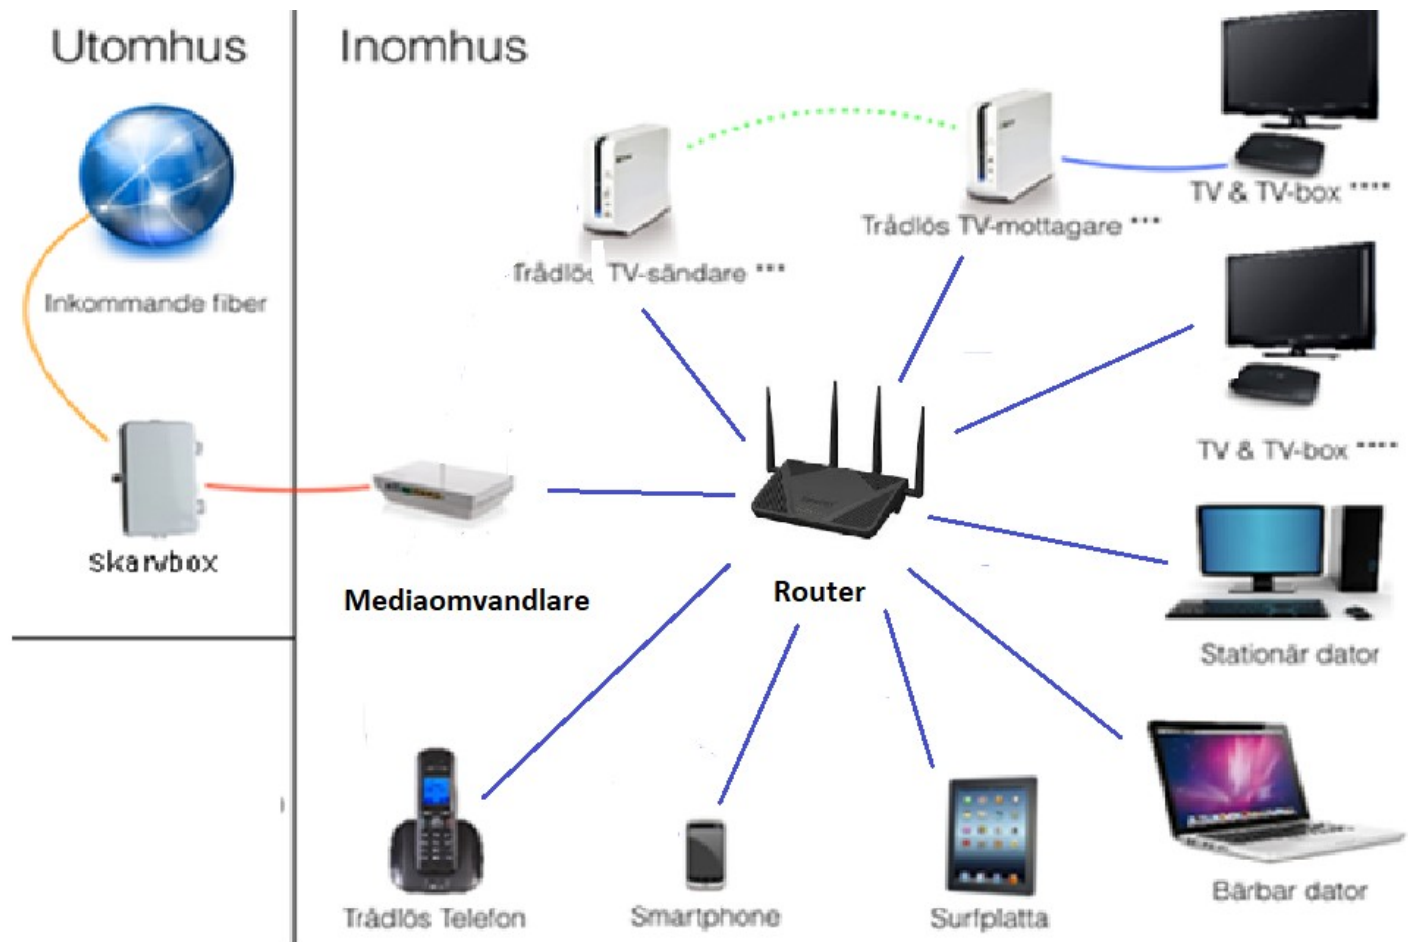 Utomhus
Inomhus
TV & TV-box ****
Trådlös TV-mottagare ***
Trådlös TV-sändare ***
Inkommande fiber
TV & TV-box ****
Skarvbox
Mediaomvandlare
Router
Stationär dator
Bärbar dator
Trådlös Telefon
Smartphone
Surfplatta